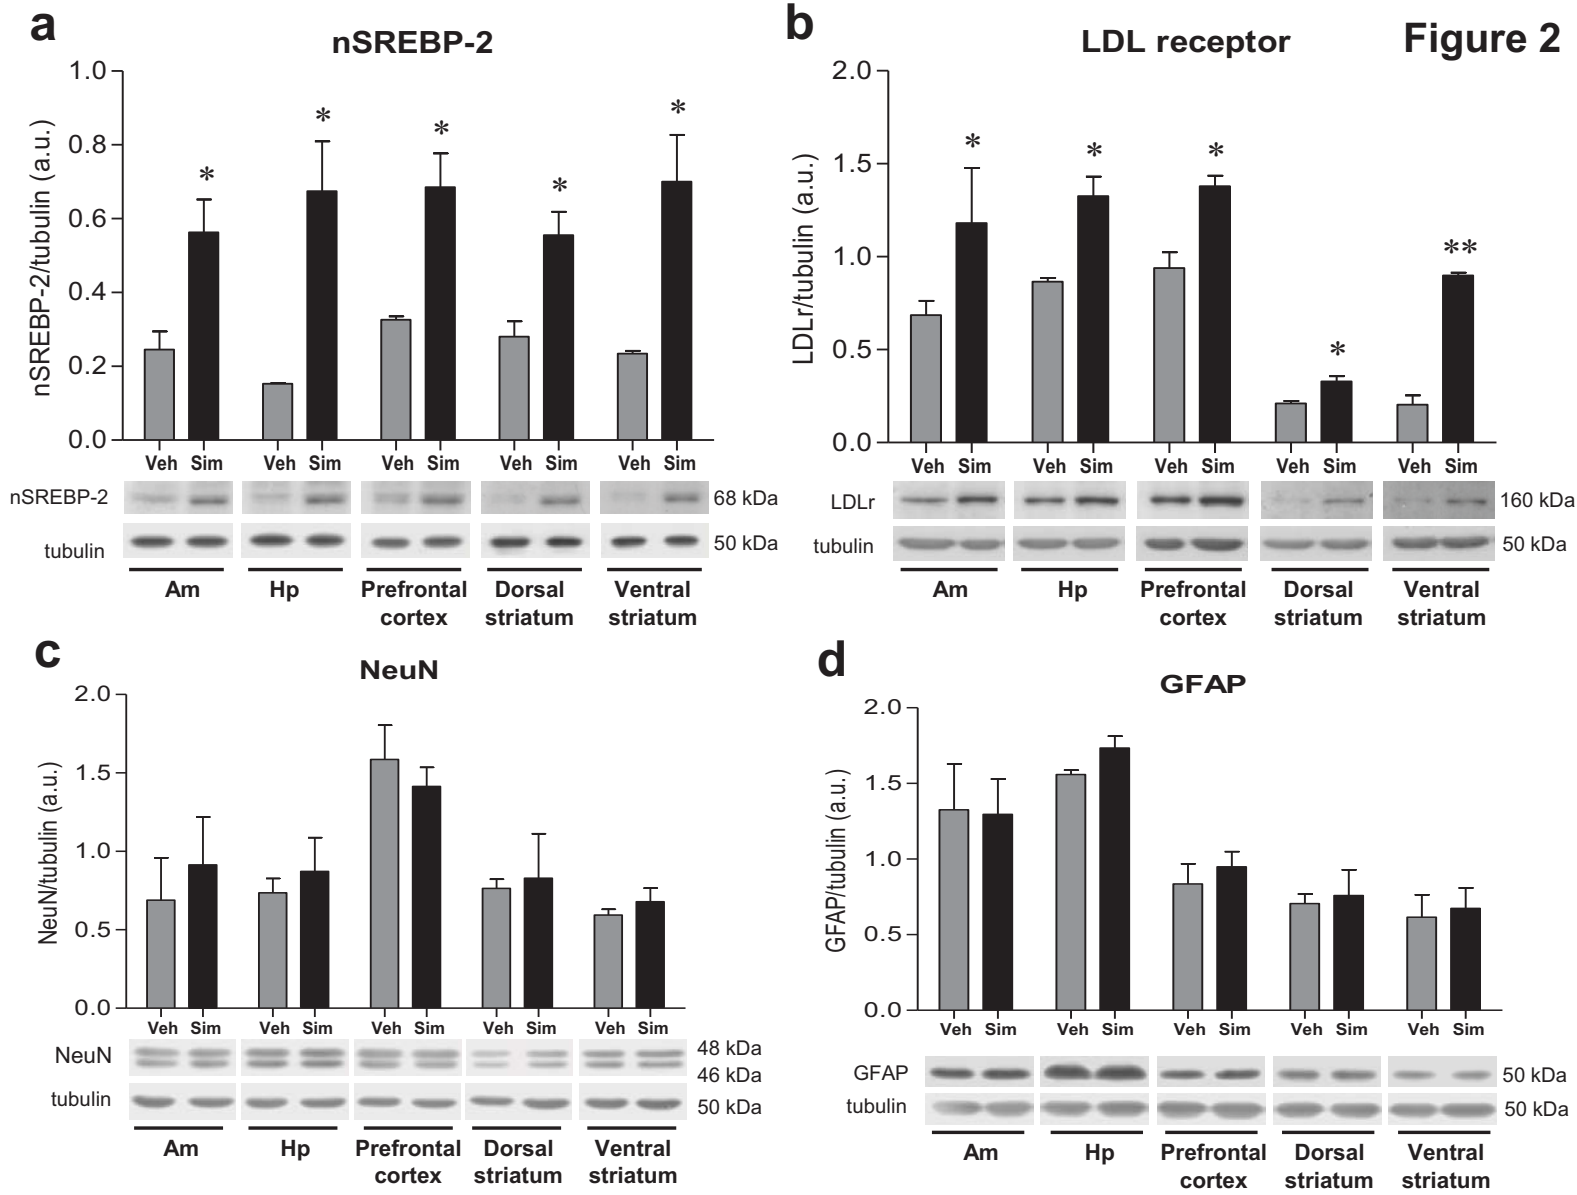 a
nSREBP-2
nSREBP-2/tubulin (a.u.)
1.0
0.8
0.6
0.4
0.2
0.0
* * * * *
Veh Sim Veh Sim Veh Sim Veh Sim Veh Sim
nSREBP-2 68 kDa
tubulin 50 kDa
Am Hp Prefrontal Dorsal Ventral
cortex striatum striatum
b
LDL receptor
Figure 2
LDLr/tubulin (a.u.)
2.0
1.5
1.0
0.5
0.0
* * * * **
Veh Sim Veh Sim Veh Sim Veh Sim Veh Sim
LDLr 160 kDa
tubulin 50 kDa
Am Hp Prefrontal Dorsal Ventral
cortex striatum striatum
c
NeuN
NeuN/tubulin (a.u.)
2.0
1.5
1.0
0.5
0.0
Veh Sim Veh Sim Veh Sim Veh Sim Veh Sim
NeuN 48 kDa
46 kDa
tubulin 50 kDa
Am Hp Prefrontal Dorsal Ventral
cortex striatum striatum
d
GFAP
GFAP/tubulin (a.u.)
2.0
1.5
1.0
0.5
0.0
Veh Sim Veh Sim Veh Sim Veh Sim Veh Sim
GFAP 50 kDa
tubulin 50 kDa
Am Hp Prefrontal Dorsal Ventral
cortex striatum striatum